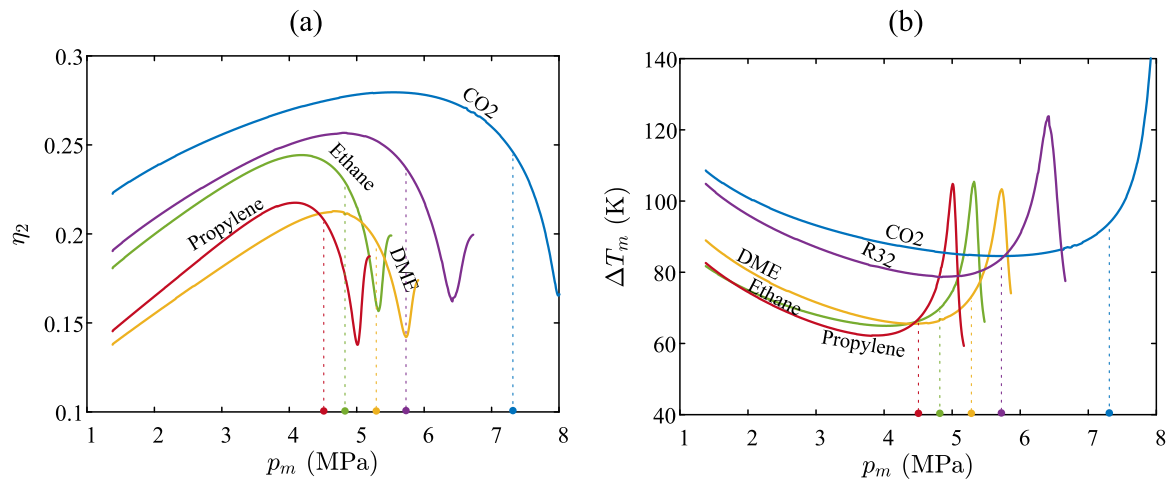 (a)
(b)
0.3
0.25
0.2
0.15
0.1
η2
CO2
Ethane
Propylene
DME
1 2 3 4 5 6 7 8
pm (MPa)
140
120
100
80
60
40
ΔTm (K)
CO2
R32
DME
Ethane
Propylene
1 2 3 4 5 6 7 8
pm (MPa)